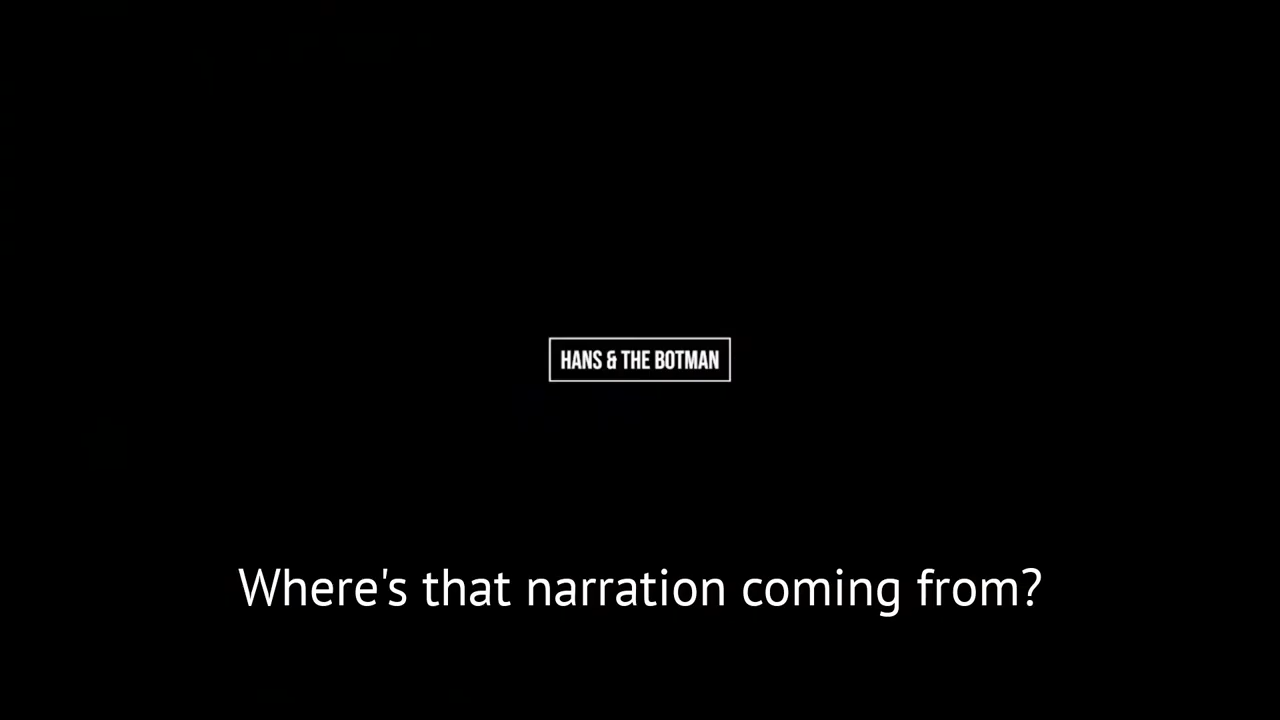 HANS & THE BOTMAN
Where's that narration coming from?